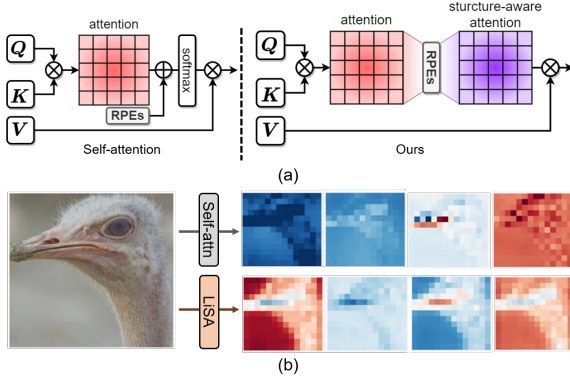 attention
Q
K
V
RPEs
softmax
Self-attention
sturcture-aware
attention
attention
Q
K
V
RPEs
Ours
(a)
Self-attn
LiSA
(b)